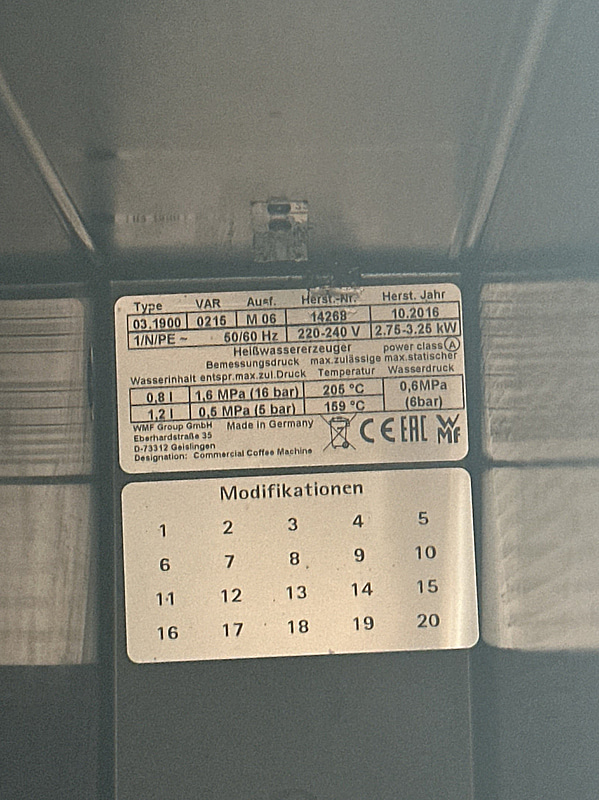 Type VAR Ausf. Herst.-Nr. Herst. Jahr
03.1900 0215 M 06 14268 10.2016
1/N/PE ~ 50/60 Hz 220-240 V 2.75-3.25 kW
Heißwassererzeuger power class A
Bemessungsdruck max.zulässige max.statischer
Wasserinhalt entspr.max.zul.Druck Temperatur Wasserdruck
0,8 l 1,6 MPa (16 bar) 205 °C 0,6MPa
1,2 l 0,5 MPa (5 bar) 159 °C (6bar)
WMF Group GmbH Made in Germany
Eberhardstraße 35
D-73312 Geislingen
Designation: Commercial Coffee Machine
CE EAC WMF
Modifikationen
1 2 3 4 5
6 7 8 9 10
11 12 13 14 15
16 17 18 19 20